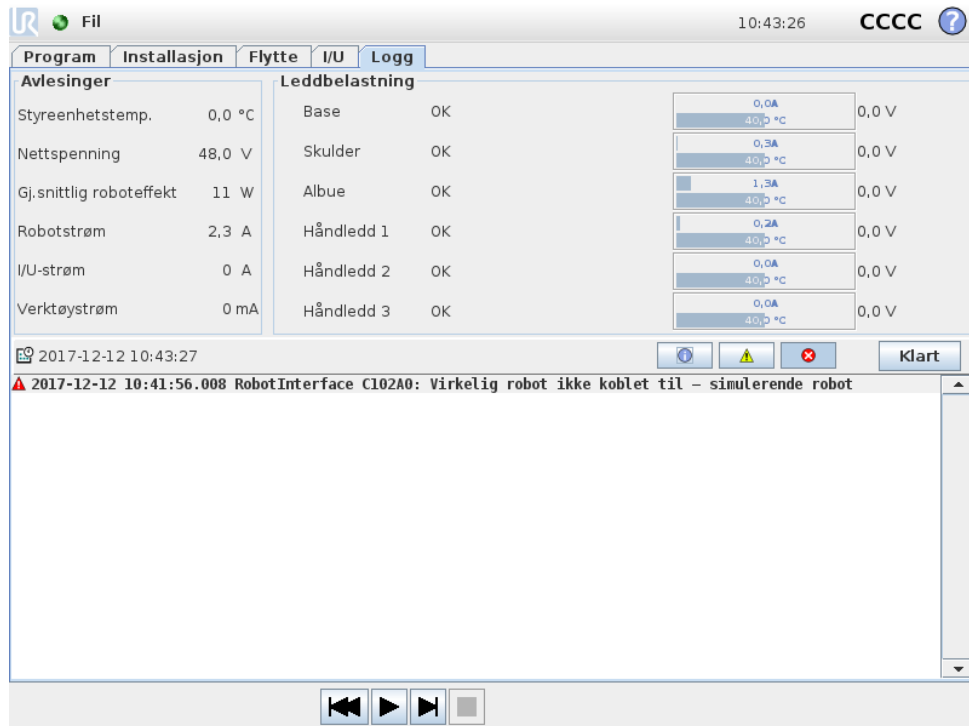 UR Fil 10:43:26 CCCC ?
Program Installasjon Flytte I/U Logg
Avlesinger Leddbelastning
Styreenhetstemp. 0,0 °C
Nettspenning 48,0 V
Gj.snittlig roboteffekt 11 W
Robotstrøm 2,3 A
I/U-strøm 0 A
Verktøystrøm 0 mA
Base OK 0,0A 40,0 °C 0,0 V
Skulder OK 0,3A 40,0 °C 0,0 V
Albue OK 1,3A 40,0 °C 0,0 V
Håndledd 1 OK 0,2A 40,0 °C 0,0 V
Håndledd 2 OK 0,0A 40,0 °C 0,0 V
Håndledd 3 OK 0,0A 40,0 °C 0,0 V
2017-12-12 10:43:27 Klart
2017-12-12 10:41:56.008 RobotInterface C102A0: Virkelig robot ikke koblet til – simulerende robot